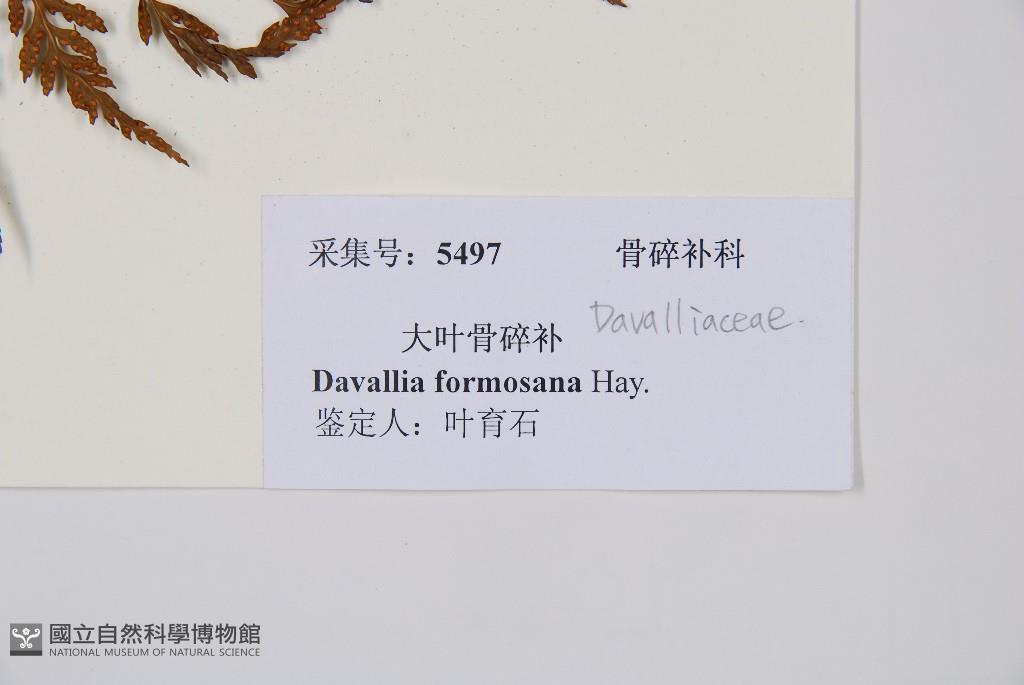 采集号：5497 骨碎补科
Davalliaceae.
大叶骨碎补
Davallia formosana Hay.
鉴定人：叶育石
國立自然科學博物館
NATIONAL MUSEUM OF NATURAL SCIENCE